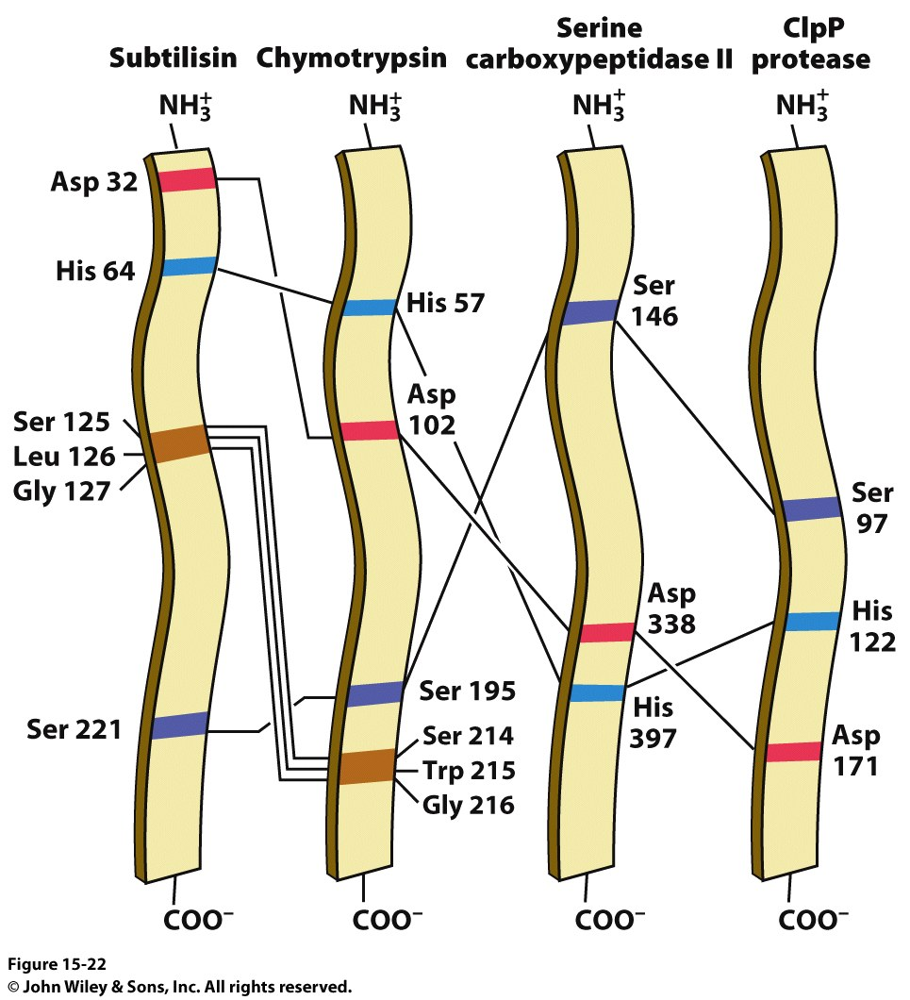 Subtilisin
Chymotrypsin
Serine
carboxypeptidase II
ClpP
protease
NH₃⁺
NH₃⁺
NH₃⁺
NH₃⁺
Asp 32
His 64
Ser 125
Leu 126
Gly 127
Ser 221
COO⁻
His 57
Asp
102
Ser 195
Ser 214
Trp 215
Gly 216
COO⁻
Ser
146
Asp
338
His
397
COO⁻
Ser
97
His
122
Asp
171
COO⁻
Figure 15-22
© John Wiley & Sons, Inc. All rights reserved.